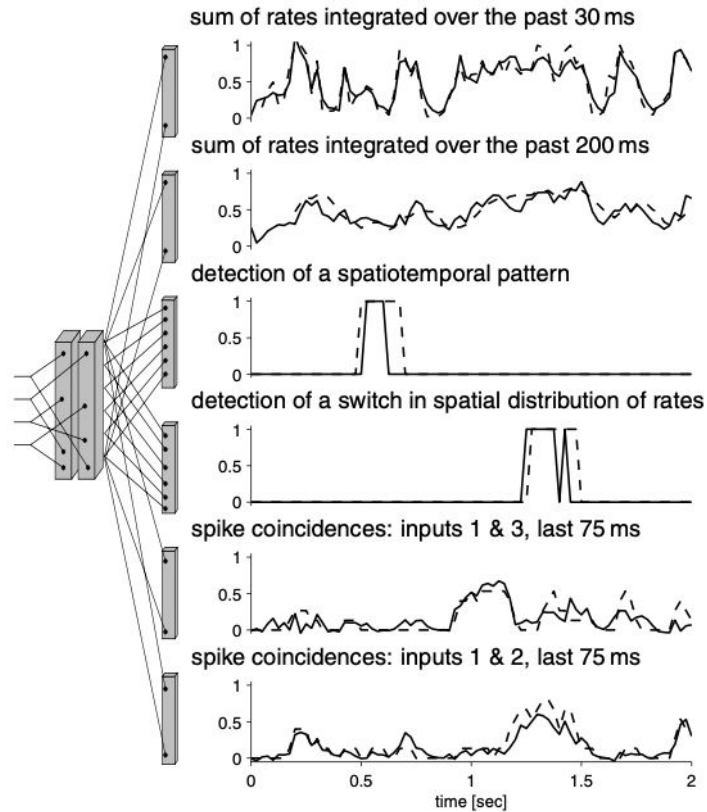 sum of rates integrated over the past 30 ms
1
0.5
0
sum of rates integrated over the past 200 ms
1
0.5
0
detection of a spatiotemporal pattern
1
0.5
0
detection of a switch in spatial distribution of rates
1
0.5
0
spike coincidences: inputs 1 & 3, last 75 ms
1
0.5
0
spike coincidences: inputs 1 & 2, last 75 ms
1
0.5
0
0 0.5 1 1.5 2
time [sec]